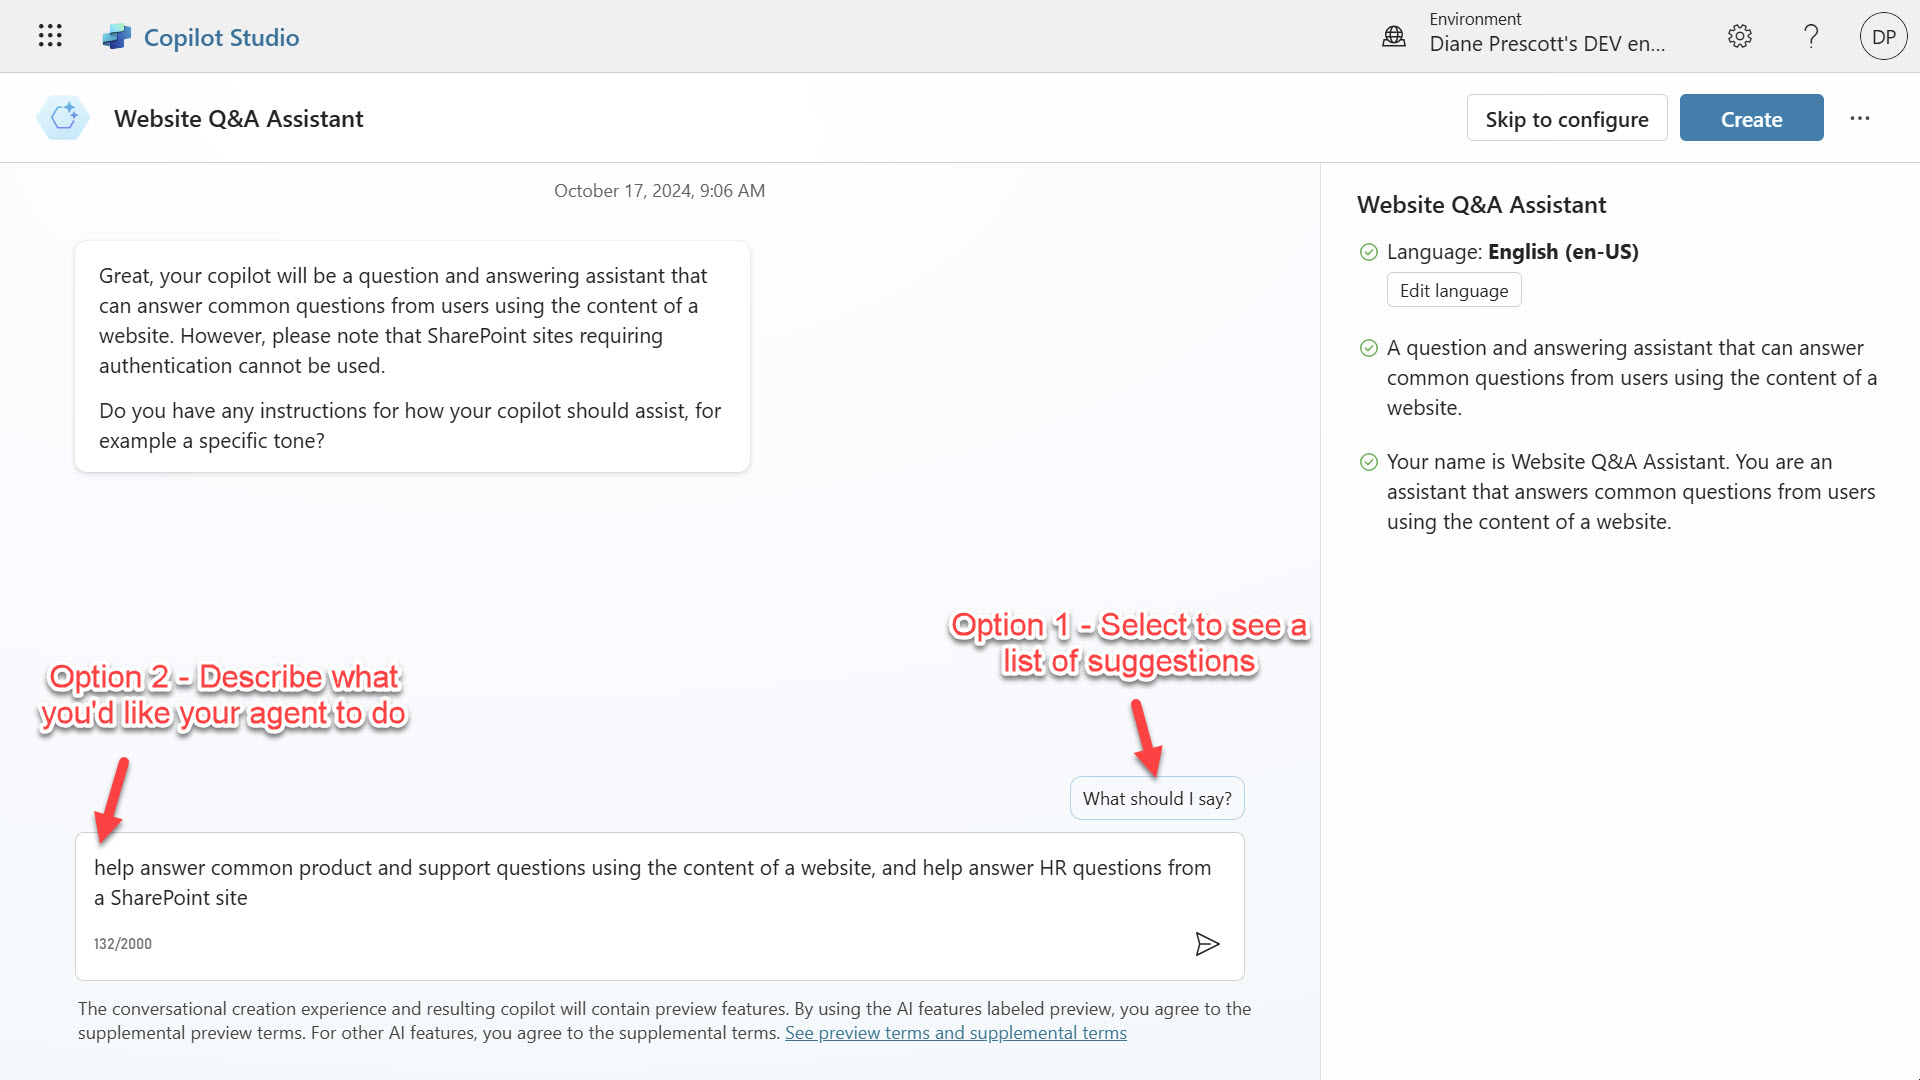 Copilot Studio
Environment
Diane Prescott's DEV en...
DP
Website Q&A Assistant
Skip to configure
Create
October 17, 2024, 9:06 AM
Great, your copilot will be a question and answering assistant that
can answer common questions from users using the content of a
website. However, please note that SharePoint sites requiring
authentication cannot be used.
Do you have any instructions for how your copilot should assist, for
example a specific tone?
Website Q&A Assistant
Language: English (en-US)
Edit language
A question and answering assistant that can answer
common questions from users using the content of a
website.
Your name is Website Q&A Assistant. You are an
assistant that answers common questions from users
using the content of a website.
Option 1 - Select to see a
list of suggestions
Option 2 - Describe what
you'd like your agent to do
What should I say?
help answer common product and support questions using the content of a website, and help answer HR questions from
a SharePoint site
132/2000
The conversational creation experience and resulting copilot will contain preview features. By using the AI features labeled preview, you agree to the
supplemental preview terms. For other AI features, you agree to the supplemental terms. See preview terms and supplemental terms